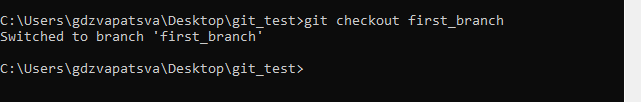 C:\Users\gdzvapatsva\Desktop\git_test>git checkout first_branch
Switched to branch 'first_branch'
C:\Users\gdzvapatsva\Desktop\git_test>